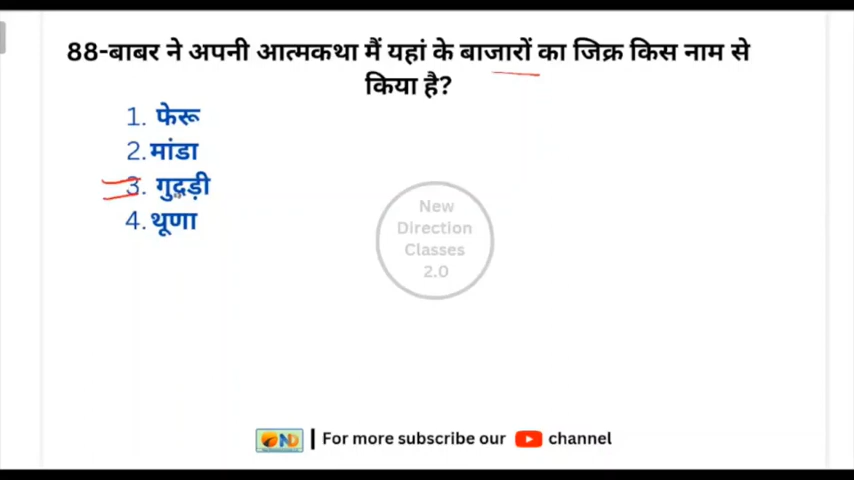 88-बाबर ने अपनी आत्मकथा मैं यहां के बाजारों का जिक्र किस नाम से
किया है?
1. फेरू
2. मांडा
3. गुदड़ी
4. थूणा
New
Direction
Classes
2.0
ND | For more subscribe our channel